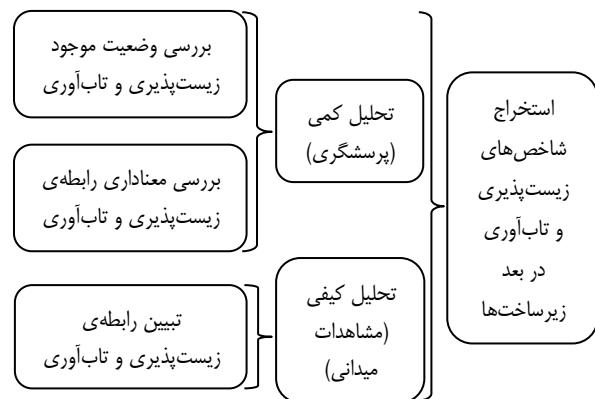 استخراج
شاخص‌های
زیست‌پذیری
و تاب‌آوری
در بعد
زیرساخت‌ها
تحلیل کمی
(پرسشگری)
بررسی وضعیت موجود
زیست‌پذیری و تاب‌آوری
بررسی معناداری رابطه‌ی
زیست‌پذیری و تاب‌آوری
تحلیل کیفی
(مشاهدات
میدانی)
تبیین رابطه‌ی
زیست‌پذیری و تاب‌آوری